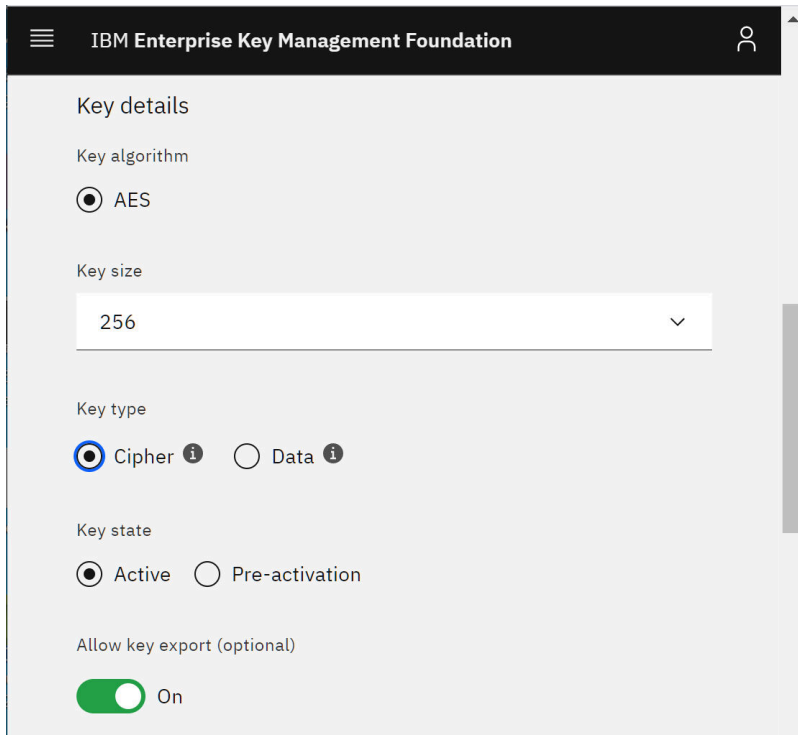 IBM Enterprise Key Management Foundation
Key details
Key algorithm
AES
Key size
256
Key type
Cipher Data
Key state
Active Pre-activation
Allow key export (optional)
On